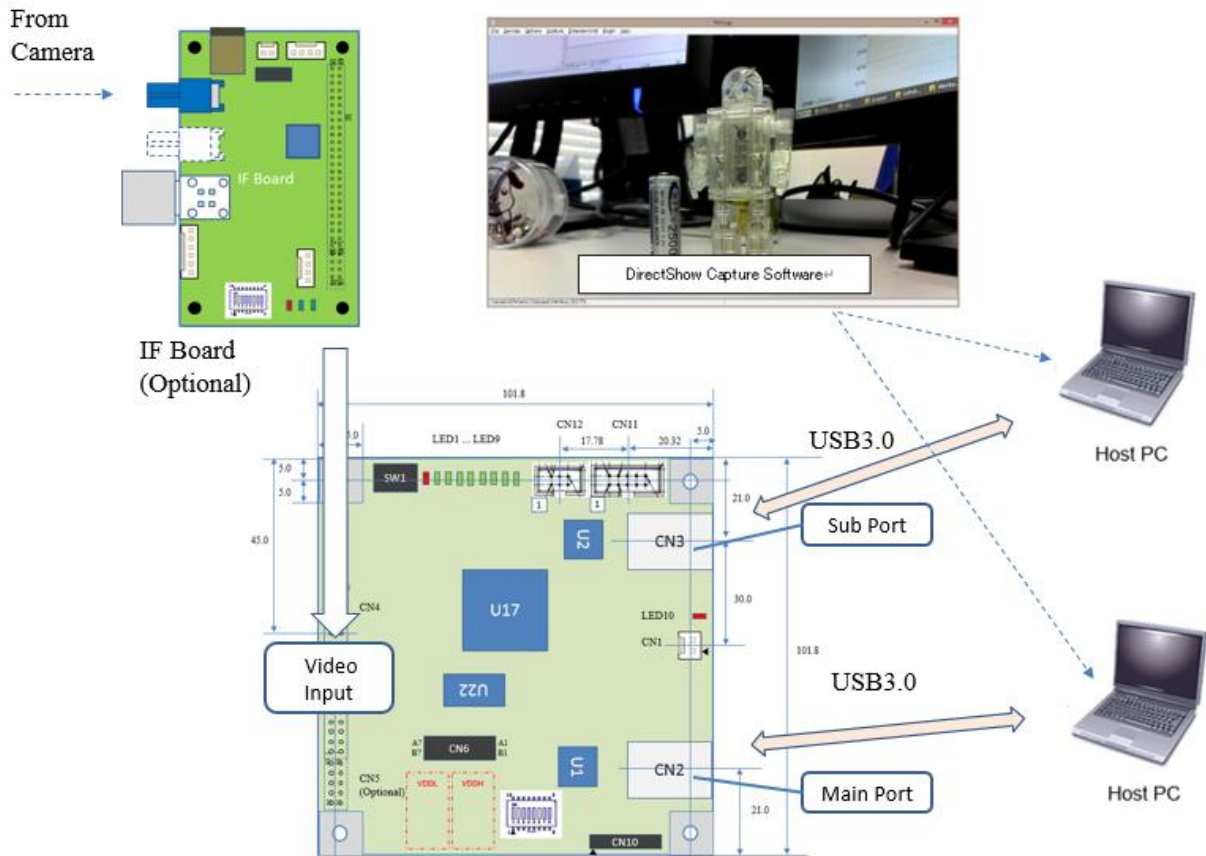 From
Camera
IF Board
IF Board
(Optional)
DirectShow Capture Software
101.8
5.0
LED1 ... LED9
CN12
CN11
17.78
20.32
5.0
5.0
5.0
SW1
1
1
45.0
21.0
U2
CN3
Sub Port
USB3.0
Host PC
U17
30.0
CN4
LED10
CN1
101.8
Video
Input
U22
USB3.0
A7
B7
CN6
A1
B1
U1
CN2
Main Port
Host PC
CN5
(Optional)
VDDL
VDDH
21.0
CN10